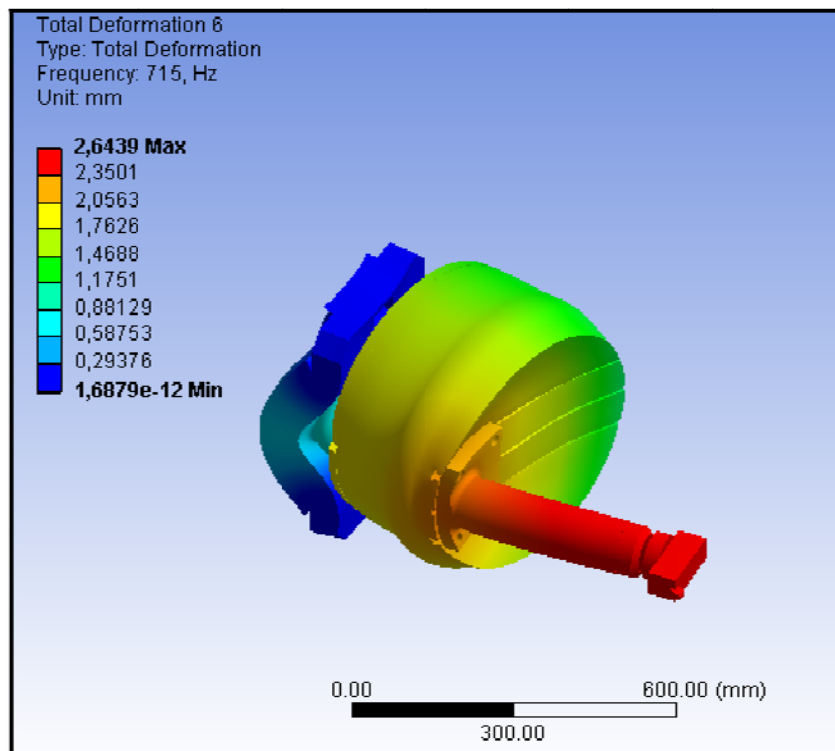 Total Deformation 6
Type: Total Deformation
Frequency: 715, Hz
Unit: mm
2,6439 Max
2,3501
2,0563
1,7626
1,4688
1,1751
0,88129
0,58753
0,29376
1,6879e-12 Min
0.00
600.00 (mm)
300.00